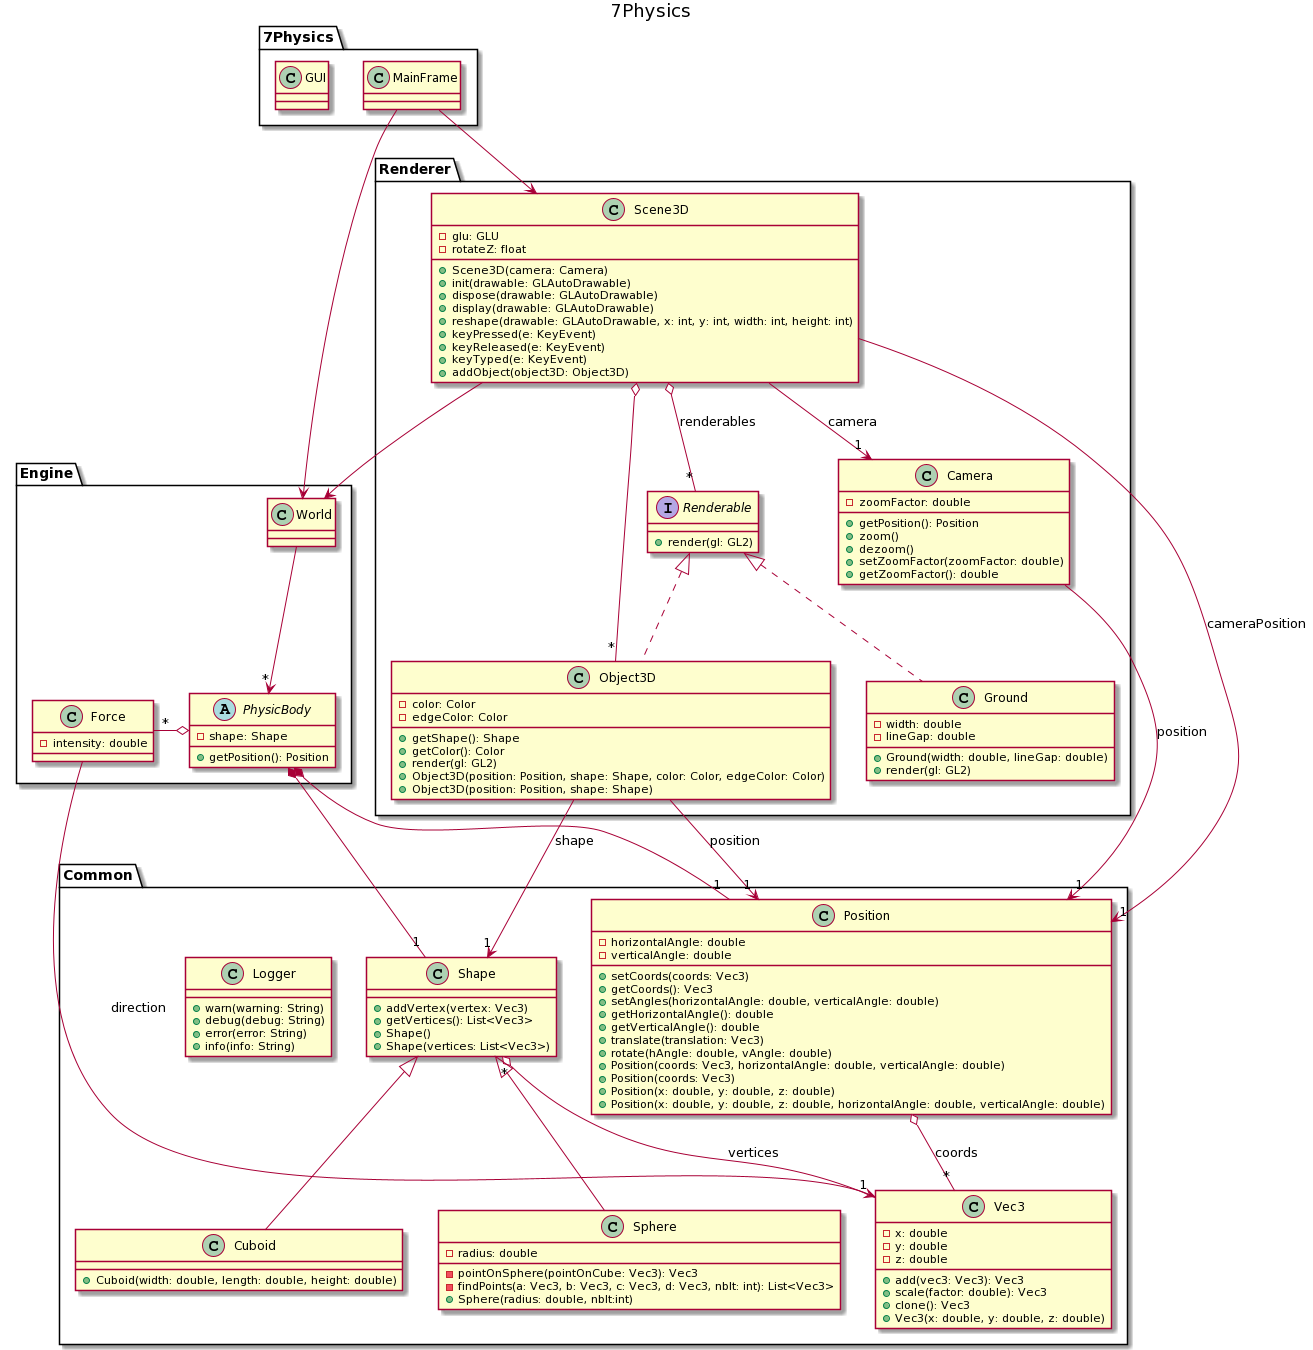 7Physics
7Physics
C GUI
C MainFrame
Renderer
C Scene3D
glu: GLU
rotateZ: float
Scene3D(camera: Camera)
init(drawable: GLAutoDrawable)
dispose(drawable: GLAutoDrawable)
display(drawable: GLAutoDrawable)
reshape(drawable: GLAutoDrawable, x: int, y: int, width: int, height: int)
keyPressed(e: KeyEvent)
keyReleased(e: KeyEvent)
keyTyped(e: KeyEvent)
addObject(object3D: Object3D)
renderables
*
camera
1
cameraPosition
1
Engine
C World
*
I Renderable
render(gl: GL2)
C Camera
zoomFactor: double
getPosition(): Position
zoom()
dezoom()
setZoomFactor(zoomFactor: double)
getZoomFactor(): double
position
1
*
C Force
intensity: double
*
A PhysicBody
shape: Shape
getPosition(): Position
C Object3D
color: Color
edgeColor: Color
getShape(): Shape
getColor(): Color
render(gl: GL2)
Object3D(position: Position, shape: Shape, color: Color, edgeColor: Color)
Object3D(position: Position, shape: Shape)
C Ground
width: double
lineGap: double
Ground(width: double, lineGap: double)
render(gl: GL2)
shape
1
position
1
1
1
Common
direction
1
C Logger
warn(warning: String)
debug(debug: String)
error(error: String)
info(info: String)
C Shape
addVertex(vertex: Vec3)
getVertices(): List<Vec3>
Shape()
Shape(vertices: List<Vec3>)
*
vertices
C Position
horizontalAngle: double
verticalAngle: double
setCoords(coords: Vec3)
getCoords(): Vec3
setAngles(horizontalAngle: double, verticalAngle: double)
getHorizontalAngle(): double
getVerticalAngle(): double
translate(translation: Vec3)
rotate(hAngle: double, vAngle: double)
Position(coords: Vec3, horizontalAngle: double, verticalAngle: double)
Position(coords: Vec3)
Position(x: double, y: double, z: double)
Position(x: double, y: double, z: double, horizontalAngle: double, verticalAngle: double)
coords
*
C Cuboid
Cuboid(width: double, length: double, height: double)
C Sphere
radius: double
pointOnSphere(pointOnCube: Vec3): Vec3
findPoints(a: Vec3, b: Vec3, c: Vec3, d: Vec3, nbIt: int): List<Vec3>
Sphere(radius: double, nbIt:int)
C Vec3
x: double
y: double
z: double
add(vec3: Vec3): Vec3
scale(factor: double): Vec3
clone(): Vec3
Vec3(x: double, y: double, z: double)